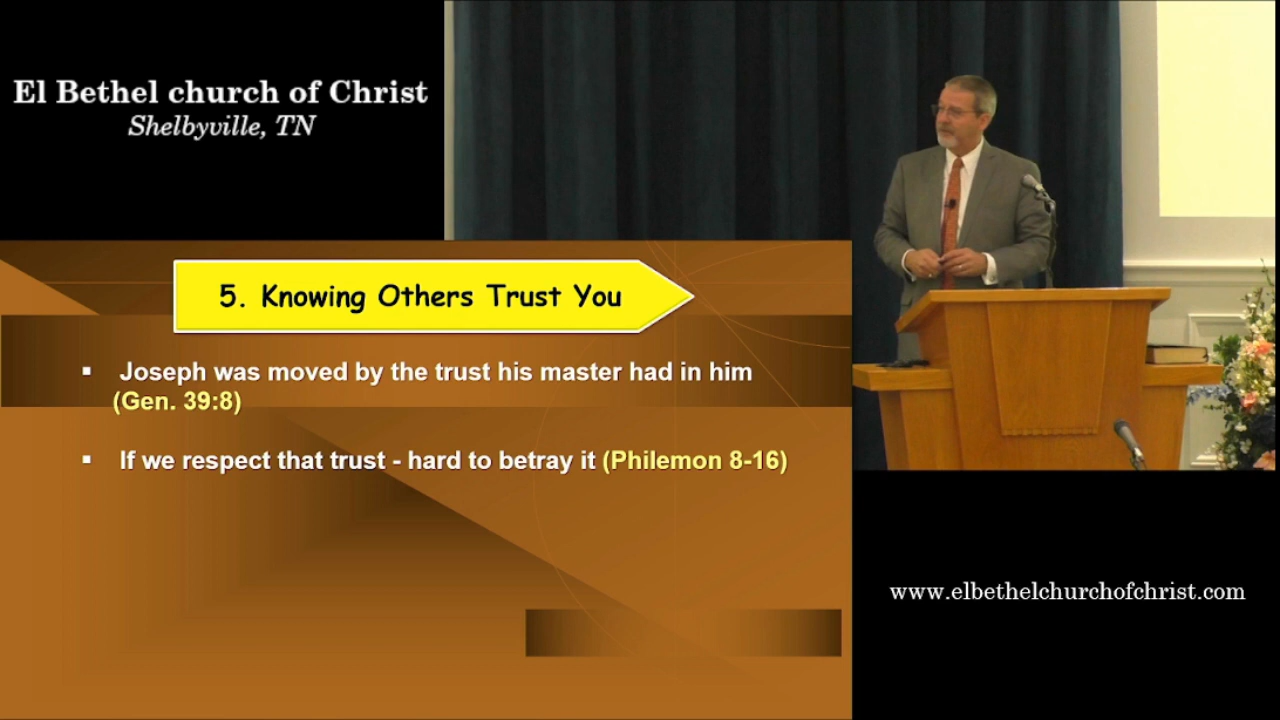 El Bethel church of Christ
Shelbyville, TN
5. Knowing Others Trust You
▪ Joseph was moved by the trust his master had in him
(Gen. 39:8)
▪ If we respect that trust - hard to betray it (Philemon 8-16)
www.elbethelchurchofchrist.com